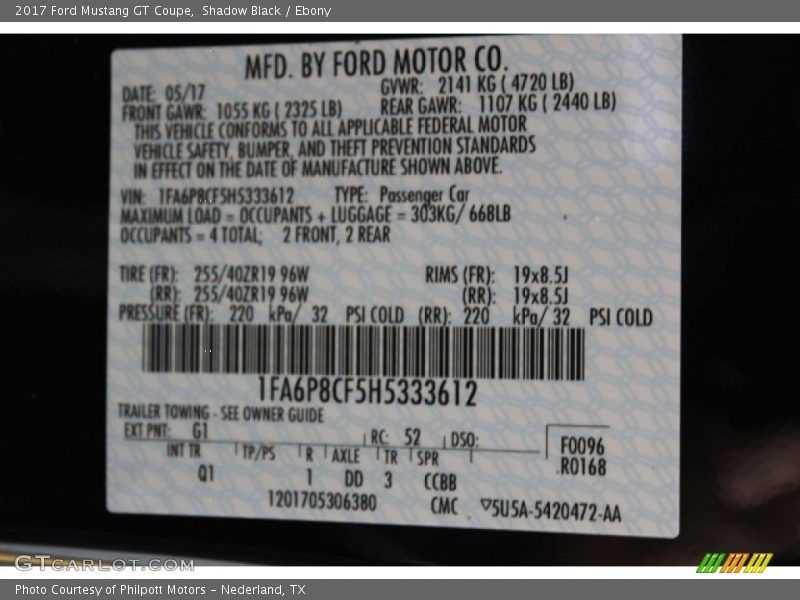 2017 Ford Mustang GT Coupe, Shadow Black / Ebony
MFD. BY FORD MOTOR CO.
DATE: 05/17 GVWR: 2141 KG ( 4720 LB)
FRONT GAWR: 1055 KG ( 2325 LB) REAR GAWR: 1107 KG ( 2440 LB)
THIS VEHICLE CONFORMS TO ALL APPLICABLE FEDERAL MOTOR
VEHICLE SAFETY, BUMPER, AND THEFT PREVENTION STANDARDS
IN EFFECT ON THE DATE OF MANUFACTURE SHOWN ABOVE.
VIN: 1FA6P8CF5H5333612 TYPE: Passenger Car
MAXIMUM LOAD = OCCUPANTS + LUGGAGE = 303KG/ 668LB
OCCUPANTS = 4 TOTAL; 2 FRONT, 2 REAR
TIRE (FR): 255/40ZR19 96W RIMS (FR): 19x8.5J
(RR): 255/40ZR19 96W (RR): 19x8.5J
PRESSURE (FR): 220 kPa/ 32 PSI COLD (RR): 220 kPa/ 32 PSI COLD
1FA6P8CF5H5333612
TRAILER TOWING - SEE OWNER GUIDE
EXT PNT: G1 RC: 52 DSO: F0096
INT TR TP/PS R AXLE TR SPR R0168
Q1 1 DD 3 CCBB
1201705306380 CMC ▽5U5A-5420472-AA
GTCARLOT.COM
Photo Courtesy of Philpott Motors – Nederland, TX